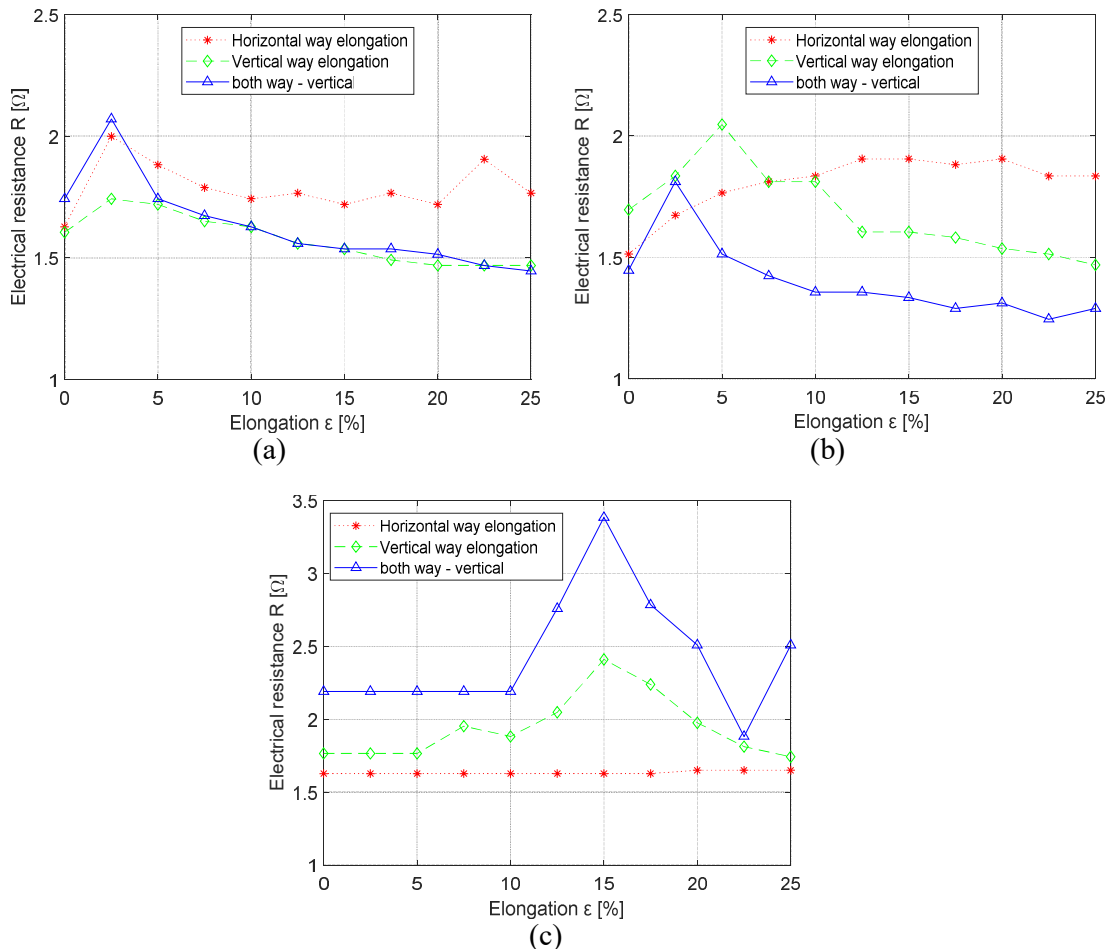 2.5
2
1.5
1
Electrical resistance R [Ω]
Horizontal way elongation
Vertical way elongation
both way - vertical
0 5 10 15 20 25
Elongation ε [%]
(a)
2.5
2
1.5
1
Electrical resistance R [Ω]
Horizontal way elongation
Vertical way elongation
both way - vertical
0 5 10 15 20 25
Elongation ε [%]
(b)
3.5
3
2.5
2
1.5
1
Electrical resistance R [Ω]
Horizontal way elongation
Vertical way elongation
both way - vertical
0 5 10 15 20 25
Elongation ε [%]
(c)